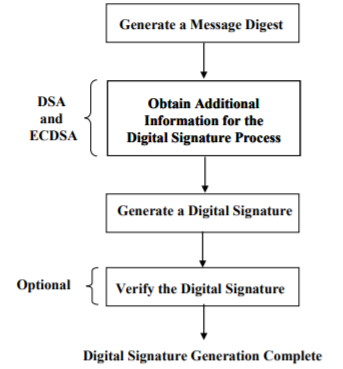 Generate a Message Digest
DSA
and
ECDSA
Obtain Additional
Information for the
Digital Signature Process
Generate a Digital Signature
Optional
Verify the Digital Signature
Digital Signature Generation Complete